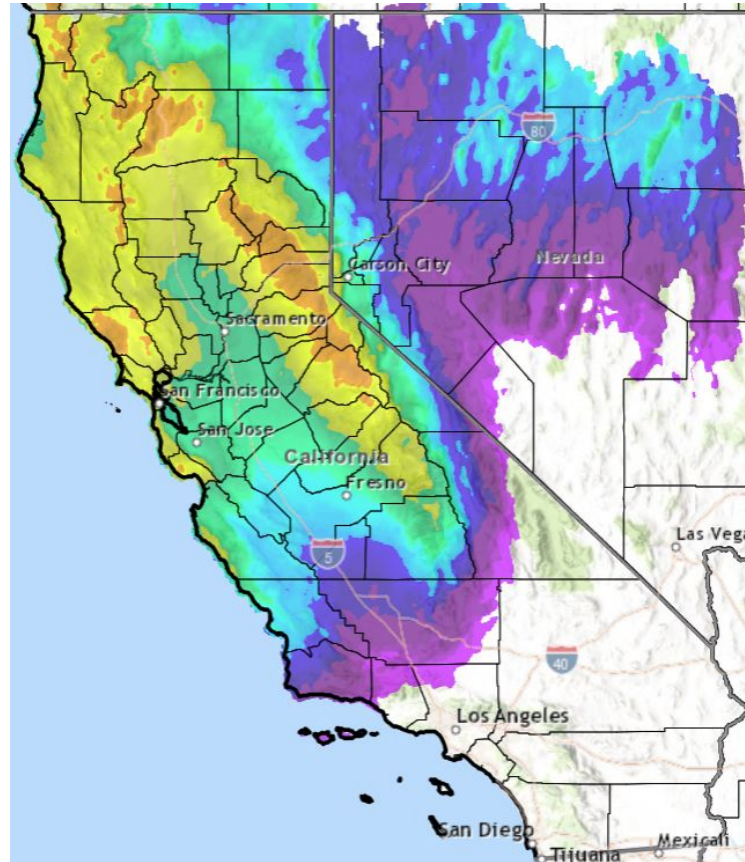 80
Carson City
Nevada
Sacramento
San Francisco
San Jose
California
Fresno
5
Las Vega
40
Los Angeles
San Diego
Mexicali
Tijuana